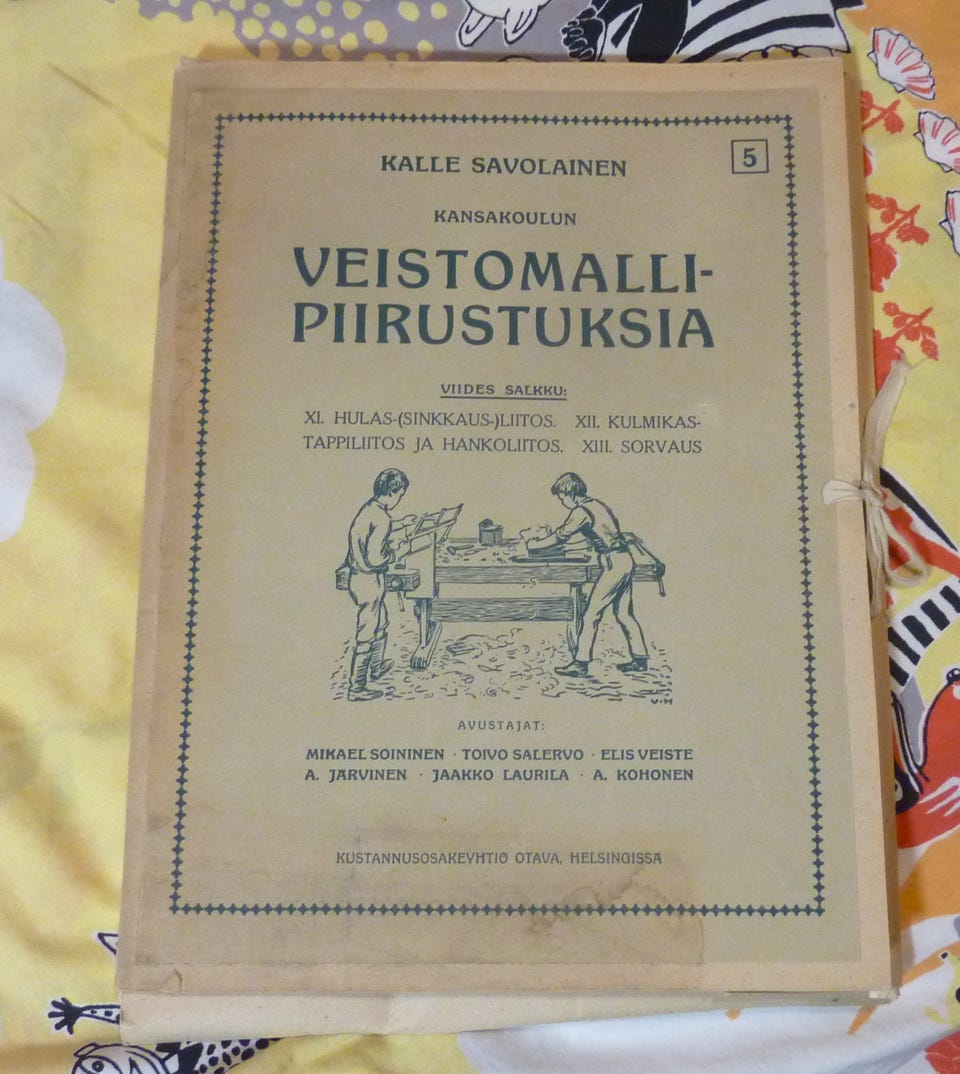 KALLE SAVOLAINEN
5
KANSAKOULUN
VEISTOMALLI-
PIIRUSTUKSIA
VIIDES SALKKU:
XI. HULAS-(SINKKAUS-)LIITOS. XII. KULMIKAS-
TAPPILIITOS JA HANKOLIITOS. XIII. SORVAUS
V.H
AVUSTAJAT:
MIKAEL SOININEN · TOIVO SALERVO · ELIS VEISTE
A. JÄRVINEN · JAAKKO LAURILA · A. KOHONEN
KUSTANNUSOSAKEYHTIÖ OTAVA, HELSINGISSÄ